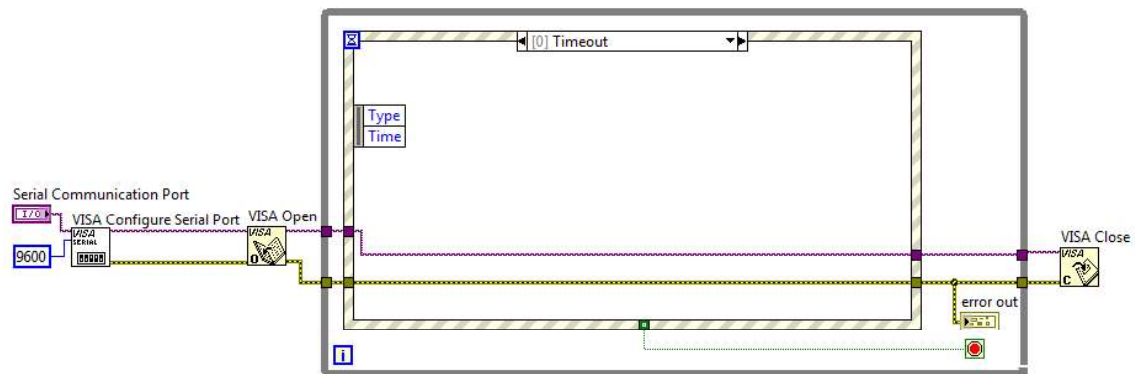 [0] Timeout
Type
Time
Serial Communication Port
I/O
VISA Configure Serial Port
VISA Open
VISA
SERIAL
9600
VISA
O
VISA Close
VISA
C
error out
i